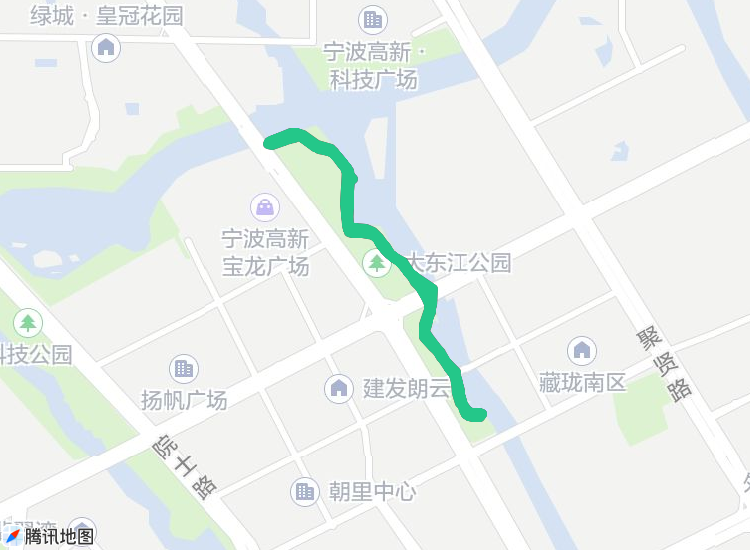 绿城·皇冠花园
宁波高新·
科技广场
宁波高新
宝龙广场
大东江公园
科技公园
扬帆广场
建发朗云
藏珑南区
聚贤路
院士路
朝里中心
腾讯地图